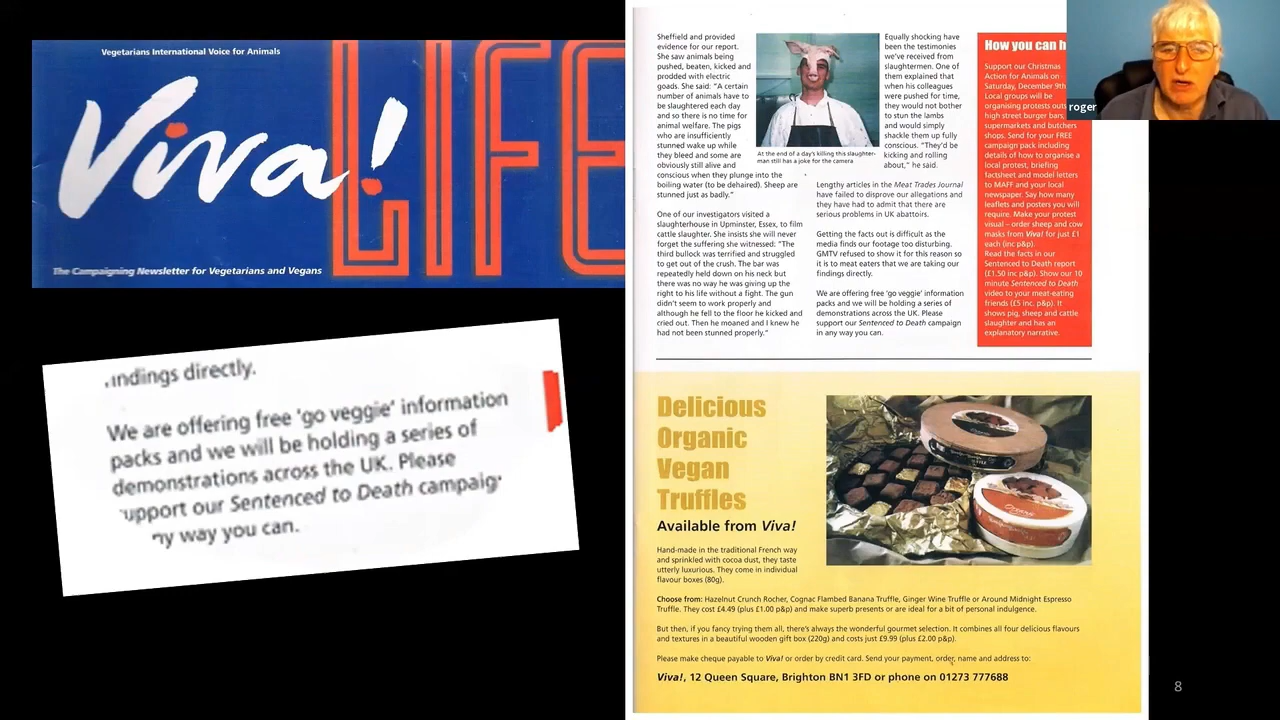 Vegetarians International Voice for Animals
Viva! LIFE
The Campaigning Newsletter for Vegetarians and Vegans
indings directly.
We are offering free 'go veggie' information
packs and we will be holding a series of
demonstrations across the UK. Please
upport our Sentenced to Death campaig
ny way you can.
Sheffield and provided
evidence for our report.
She saw animals being
pushed, beaten, kicked and
prodded with electric
goads. She said: "A certain
number of animals have to
be slaughtered each day
and so there is no time for
animal welfare. The pigs
who are insufficiently
stunned wake up while
they bleed and some are
obviously still alive and
conscious when they plunge into the
boiling water (to be dehaired). Sheep are
stunned just as badly."
One of our investigators visited a
slaughterhouse in Upminster, Essex, to film
cattle slaughter. She insists she will never
forget the suffering she witnessed: "The
third bullock was terrified and struggled
to get out of the crush. The bar was
repeatedly held down on his neck but
there was no way he was giving up the
right to his life without a fight. The gun
didn't seem to work properly and
although he fell to the floor he kicked and
cried out. Then he moaned and I knew he
had not been stunned properly."
At the end of a day's killing this slaughter-
man still has a joke for the camera
Equally shocking have
been the testimonies
we've received from
slaughtermen. One of
them explained that
when his colleagues
were pushed for time,
they would not bother
to stun the lambs
and would simply
shackle them up fully
conscious. "They'd be
kicking and rolling
about," he said.
Lengthy articles in the Meat Trades Journal
have failed to disprove our allegations and
they have had to admit that there are
serious problems in UK abattoirs.
Getting the facts out is difficult as the
media finds our footage too disturbing.
GMTV refused to show it for this reason so
it is to meat eaters that we are taking our
findings directly.
We are offering free 'go veggie' information
packs and we will be holding a series of
demonstrations across the UK. Please
support our Sentenced to Death campaign
in any way you can.
How you can h
Support our Christmas
Action for Animals on
Saturday, December 9th
Local groups will be
organising protests outs
high street burger bars,
supermarkets and butchers
shops. Send for your FREE
campaign pack including
details of how to organise a
local protest, briefing
factsheet and model letters
to MAFF and your local
newspaper. Say how many
leaflets and posters you will
require. Make your protest
visual – order sheep and cow
masks from Viva! for just £1
each (inc p&p).
Read the facts in our
Sentenced to Death report
(£1.50 inc p&p). Show our 10
minute Sentenced to Death
video to your meat-eating
friends (£5 inc. p&p). It
shows pig, sheep and cattle
slaughter and has an
explanatory narrative.
roger
Delicious
Organic
Vegan
Truffles
Available from Viva!
Hand-made in the traditional French way
and sprinkled with cocoa dust, they taste
utterly luxurious. They come in individual
flavour boxes (80g).
Choose from: Hazelnut Crunch Rocher, Cognac Flambed Banana Truffle, Ginger Wine Truffle or Around Midnight Espresso
Truffle. They cost £4.49 (plus £1.00 p&p) and make superb presents or are ideal for a bit of personal indulgence.
But then, if you fancy trying them all, there's always the wonderful gourmet selection. It combines all four delicious flavours
and textures in a beautiful wooden gift box (220g) and costs just £9.99 (plus £2.00 p&p).
Please make cheque payable to Viva! or order by credit card. Send your payment, order, name and address to:
Viva!, 12 Queen Square, Brighton BN1 3FD or phone on 01273 777688
8